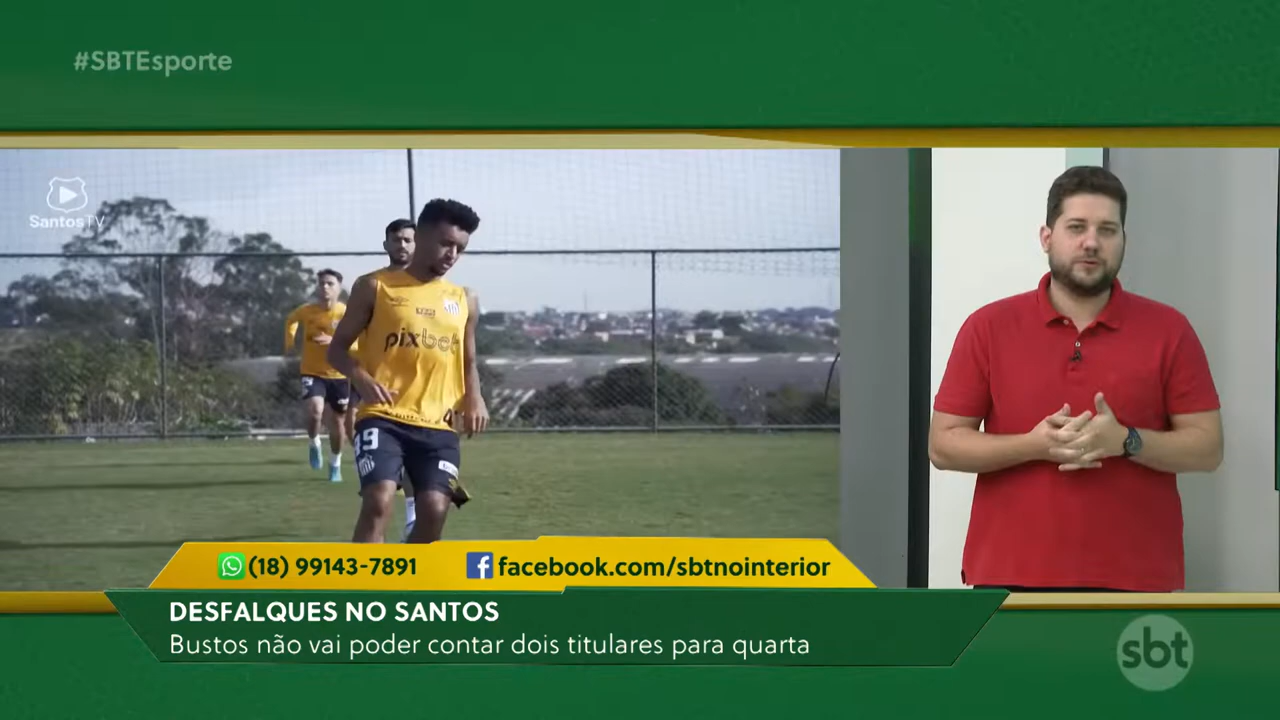 #SBTEsporte
SantosTV
pixbet
49
(18) 99143-7891
facebook.com/sbtnointerior
DESFALQUES NO SANTOS
Bustos não vai poder contar dois titulares para quarta
sbt